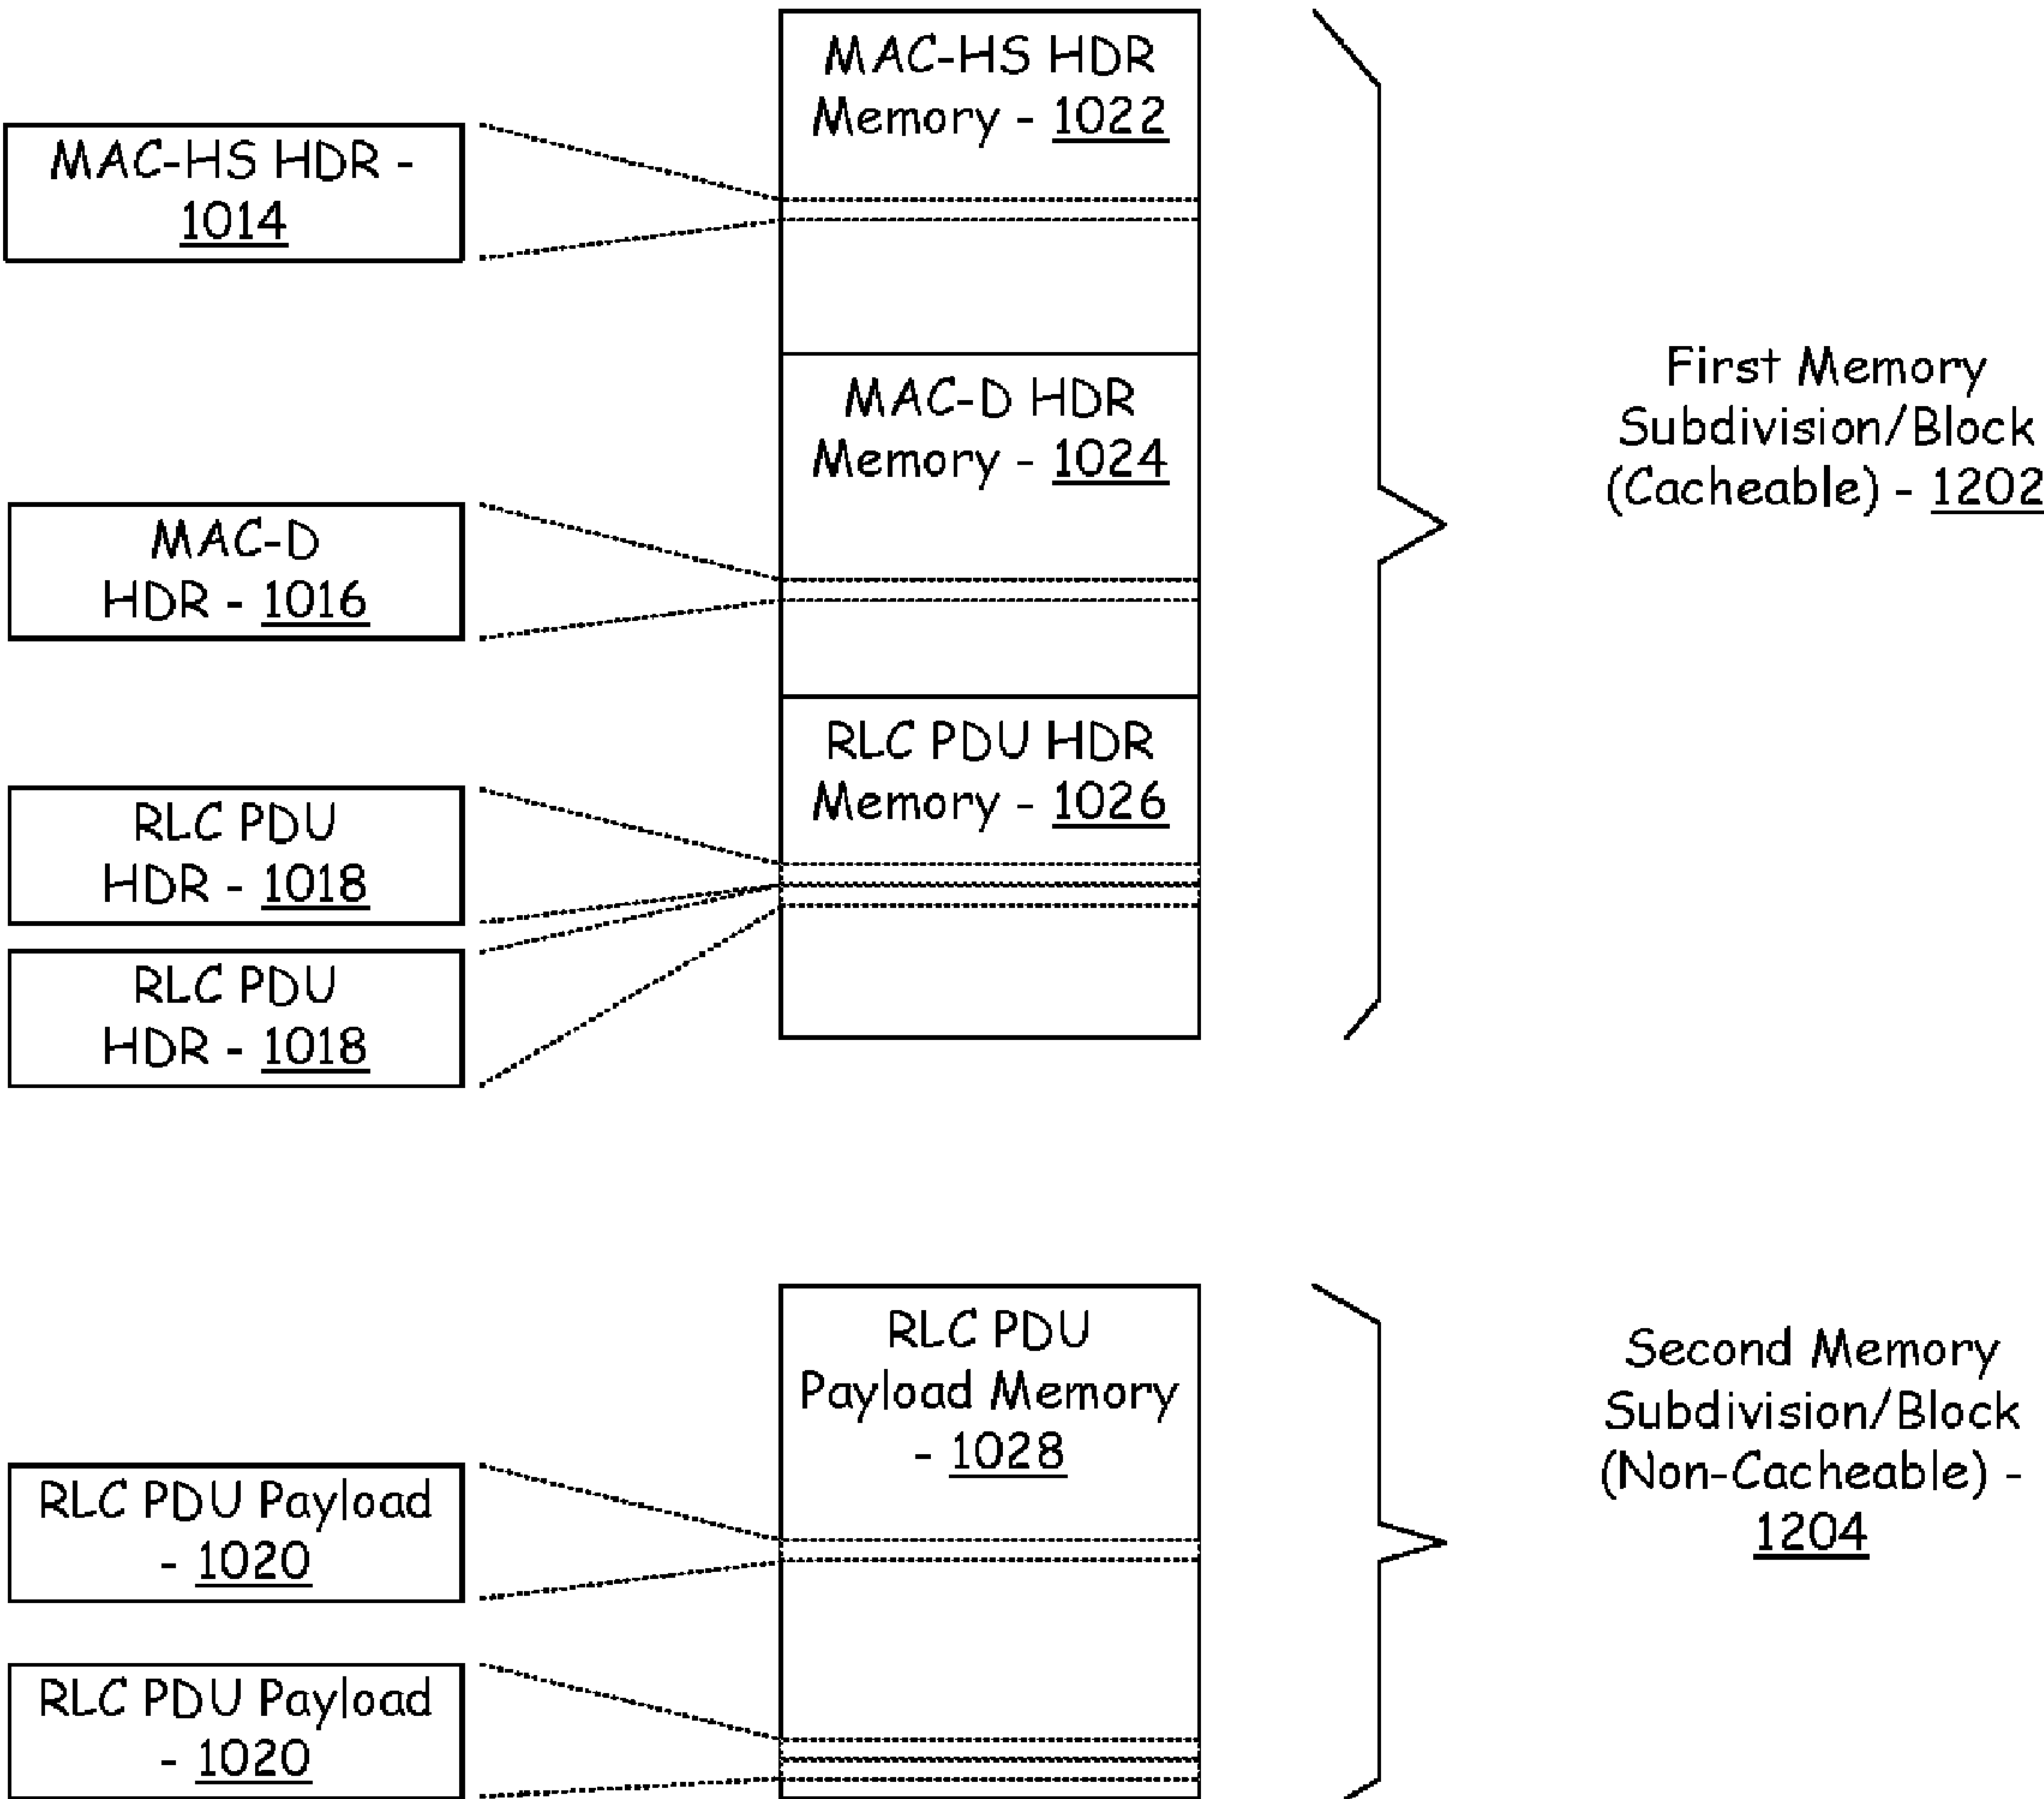 MAC-HS HDR
Memory - 1022
MAC-HS HDR -
1014
MAC-D HDR
Memory - 1024
First Memory
Subdivision/Block
(Cacheable) - 1202
MAC-D
HDR - 1016
RLC PDU HDR
Memory - 1026
RLC PDU
HDR - 1018
RLC PDU
HDR - 1018
RLC PDU
Payload Memory
- 1028
Second Memory
Subdivision/Block
(Non-Cacheable) -
1204
RLC PDU Payload
- 1020
RLC PDU Payload
- 1020